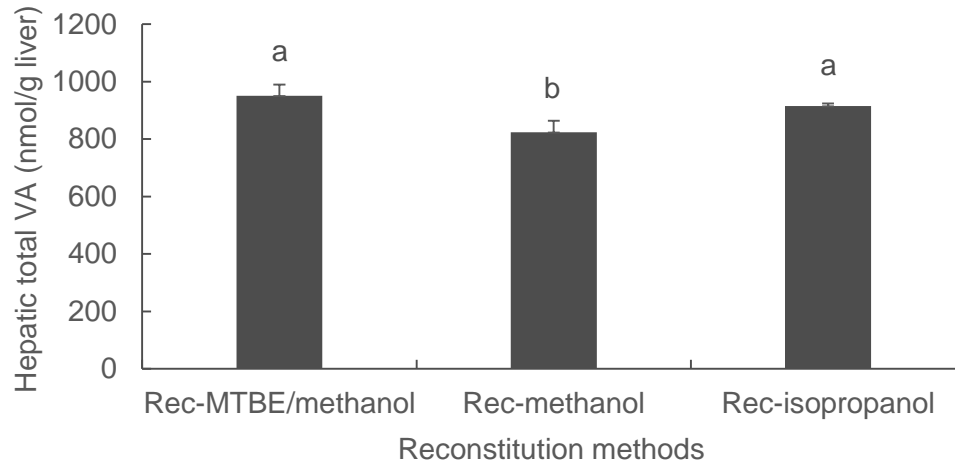 Hepatic total VA (nmol/g liver)
1200
1000
800
600
400
200
0
a
b
a
Rec-MTBE/methanol
Rec-methanol
Rec-isopropanol
Reconstitution methods